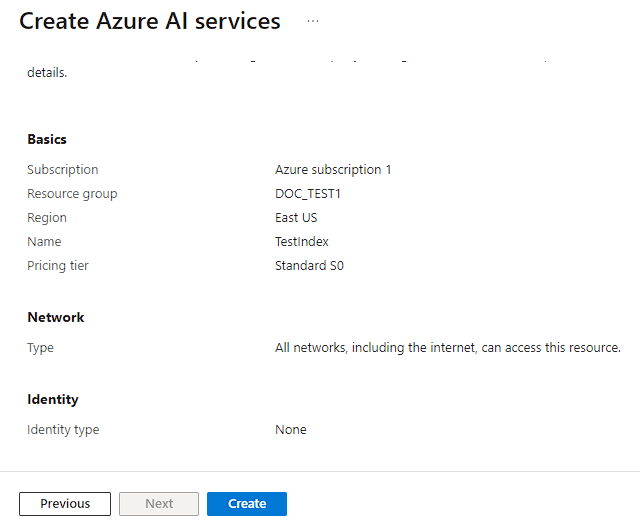 Create Azure AI services ...
details.
Basics
Subscription Azure subscription 1
Resource group DOC_TEST1
Region East US
Name TestIndex
Pricing tier Standard S0
Network
Type All networks, including the internet, can access this resource.
Identity
Identity type None
Previous Next Create